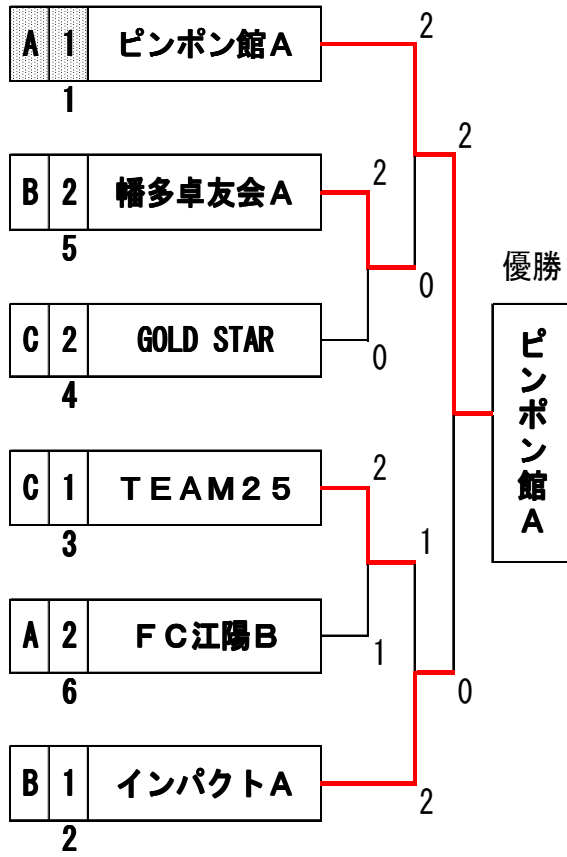 A 1 ピンポン館A 2
1
2
B 2 幡多卓友会A 2
5
優勝
0
C 2 GOLD STAR 0
4
ピンポン館A
C 1 TEAM25 2
3
1
A 2 FC江陽B 1
6
0
B 1 インパクトA 2
2